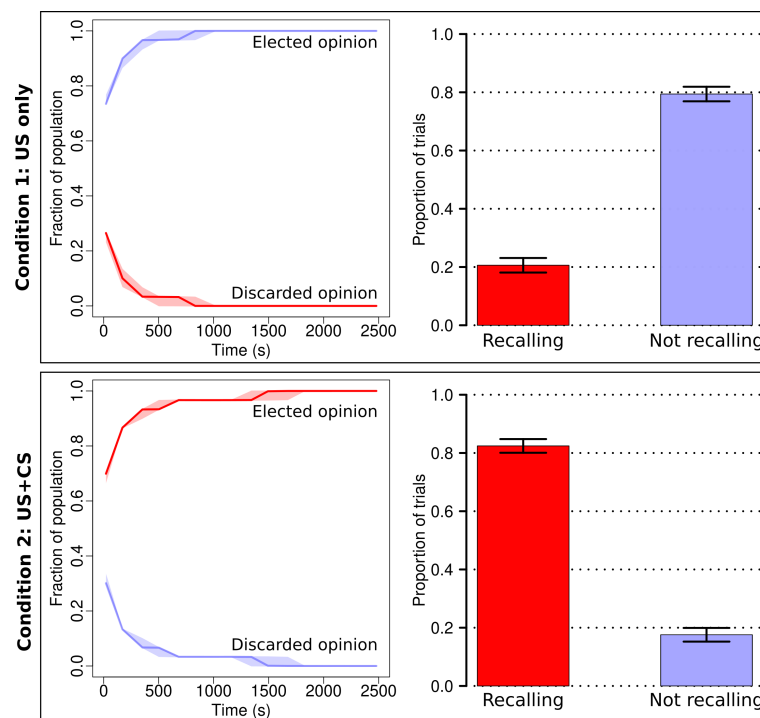 Condition 1: US only
Fraction of population
0.0 0.2 0.4 0.6 0.8 1.0
Elected opinion
Discarded opinion
0 500 1000 1500 2000 2500
Time (s)
Proportion of trials
1.0
0.8
0.6
0.4
0.2
0.0
Recalling Not recalling
Condition 2: US+CS
Fraction of population
0.0 0.2 0.4 0.6 0.8 1.0
Elected opinion
Discarded opinion
0 500 1000 1500 2000 2500
Time (s)
Proportion of trials
1.0
0.8
0.6
0.4
0.2
0.0
Recalling Not recalling